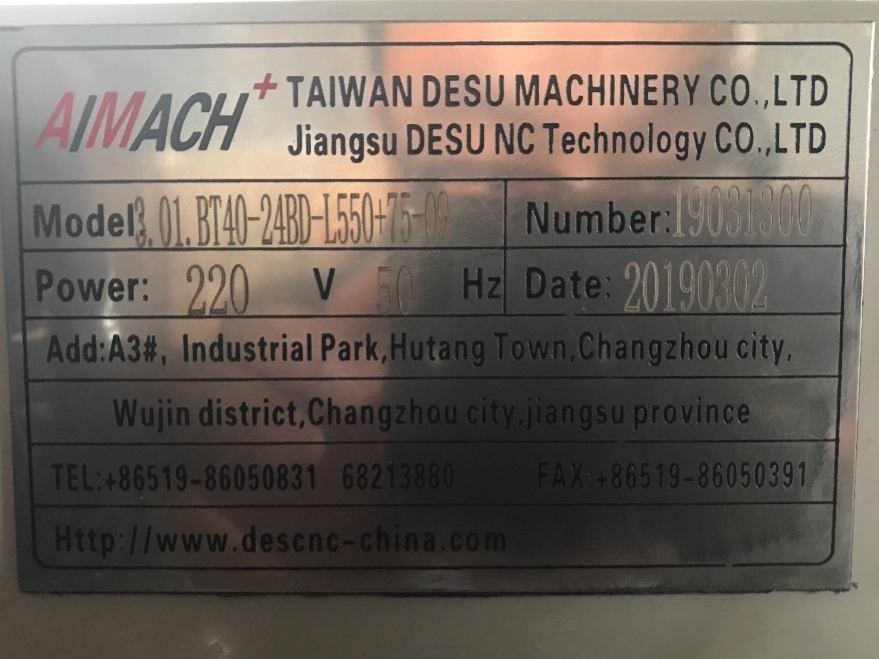 AIMACH+ TAIWAN DESU MACHINERY CO.,LTD
Jiangsu DESU NC Technology CO.,LTD
Model3.01.BT40-24BD-L550+75-09 Number:19031300
Power: 220 V 50 Hz Date: 20190302
Add:A3#, Industrial Park,Hutang Town,Changzhou city,
Wujin district,Changzhou city,jiangsu province
TEL:+86519-86050831 68213880 FAX:+86519-86050391
Http://www.descnc-china.com